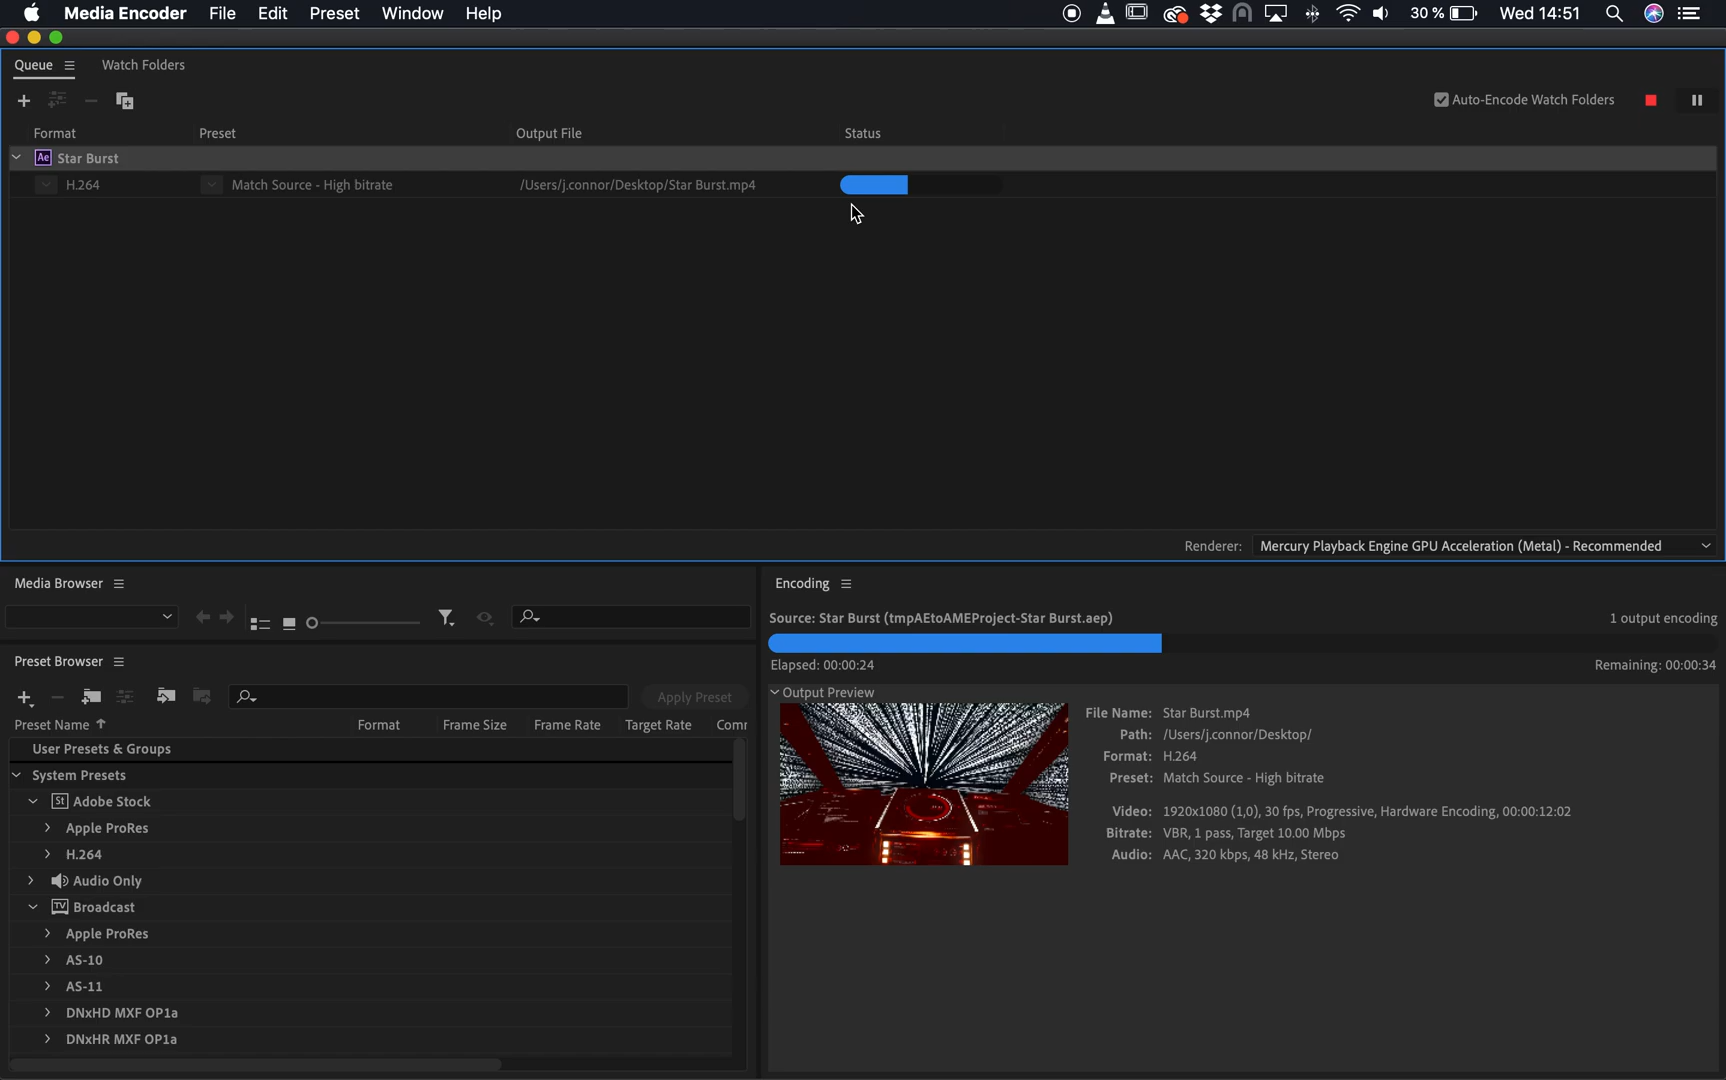 Media Encoder File Edit Preset Window Help 30 % Wed 14:51
Queue Watch Folders
Auto-Encode Watch Folders
Format Preset Output File Status
Ae Star Burst
H.264 Match Source - High bitrate /Users/j.connor/Desktop/Star Burst.mp4
Renderer: Mercury Playback Engine GPU Acceleration (Metal) - Recommended
Media Browser
Preset Browser
Apply Preset
Preset Name Format Frame Size Frame Rate Target Rate Comr
User Presets & Groups
System Presets
St Adobe Stock
Apple ProRes
H.264
Audio Only
TV Broadcast
Apple ProRes
AS-10
AS-11
DNxHD MXF OP1a
DNxHR MXF OP1a
Encoding
Source: Star Burst (tmpAEtoAMEProject-Star Burst.aep) 1 output encoding
Elapsed: 00:00:24 Remaining: 00:00:34
Output Preview
File Name: Star Burst.mp4
Path: /Users/j.connor/Desktop/
Format: H.264
Preset: Match Source - High bitrate
Video: 1920x1080 (1,0), 30 fps, Progressive, Hardware Encoding, 00:00:12:02
Bitrate: VBR, 1 pass, Target 10.00 Mbps
Audio: AAC, 320 kbps, 48 kHz, Stereo